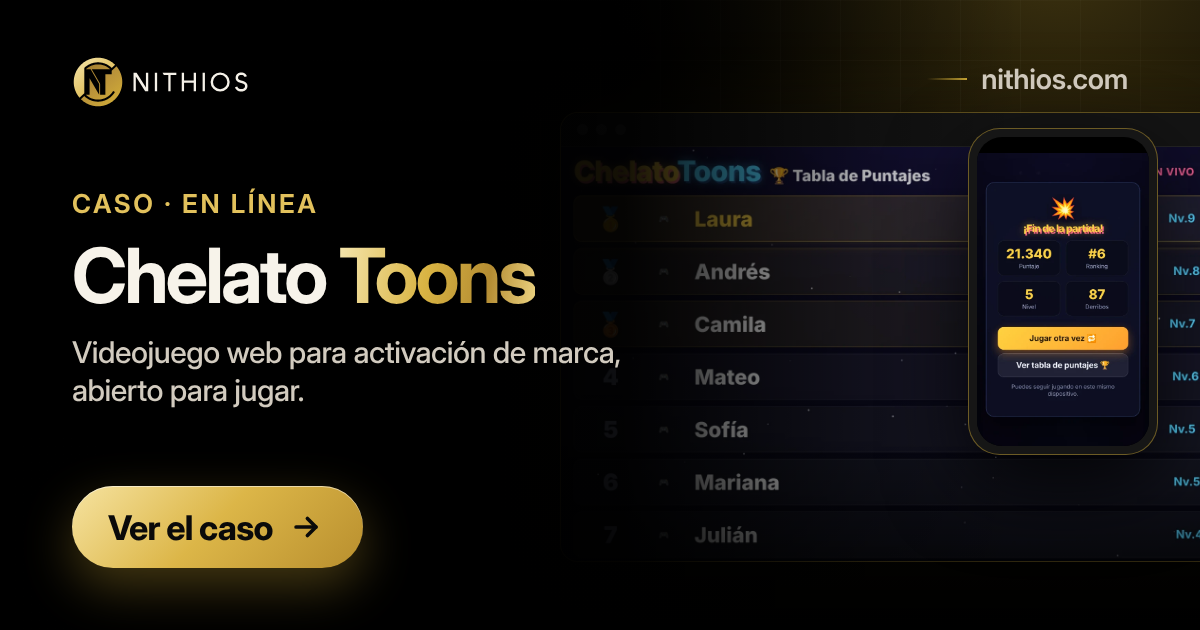 NITHIOS
nithios.com
CASO · EN LÍNEA
Chelato Toons
Videojuego web para activación de marca,
abierto para jugar.
Ver el caso →
ChelatoToons 🏆 Tabla de Puntajes
N VIVO
Laura Nv.9
Andrés Nv.8
Camila Nv.7
4 Mateo Nv.6
5 Sofía Nv.5
6 Mariana Nv.5
7 Julián Nv.4
¡Fin de la partida!
21.340 #6
Puntaje Ranking
5 87
Nivel Derribos
Jugar otra vez
Ver tabla de puntajes 🏆
Puedes seguir jugando en este mismo
dispositivo.